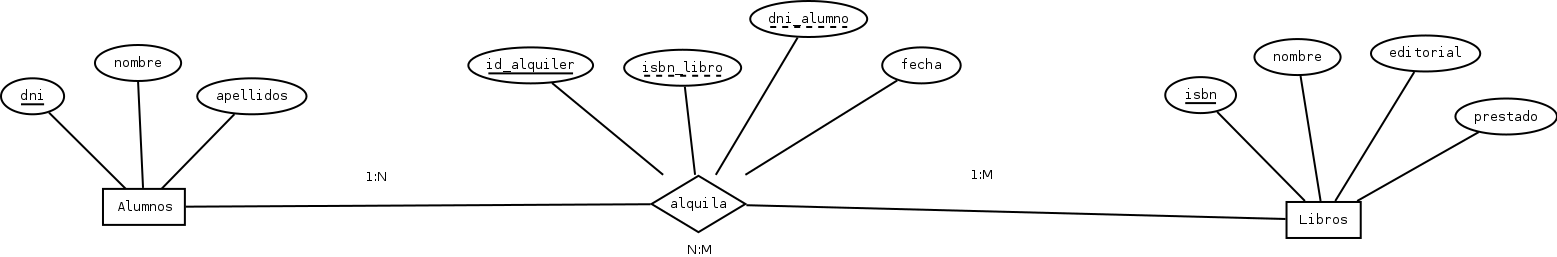 dni
nombre
apellidos
Alumnos
1:N
id_alquiler
isbn_libro
dni_alumno
fecha
alquila
N:M
1:M
isbn
nombre
editorial
prestado
Libros